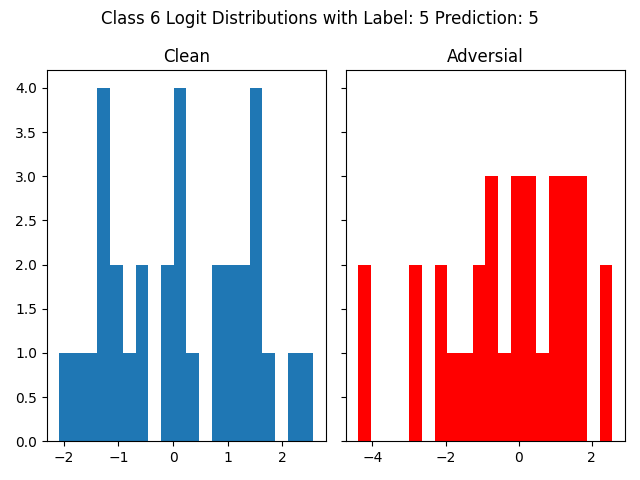 Class 6 Logit Distributions with Label: 5 Prediction: 5
Clean
Adversial
4.0
3.5
3.0
2.5
2.0
1.5
1.0
0.5
0.0
−2 −1 0 1 2
−4 −2 0 2